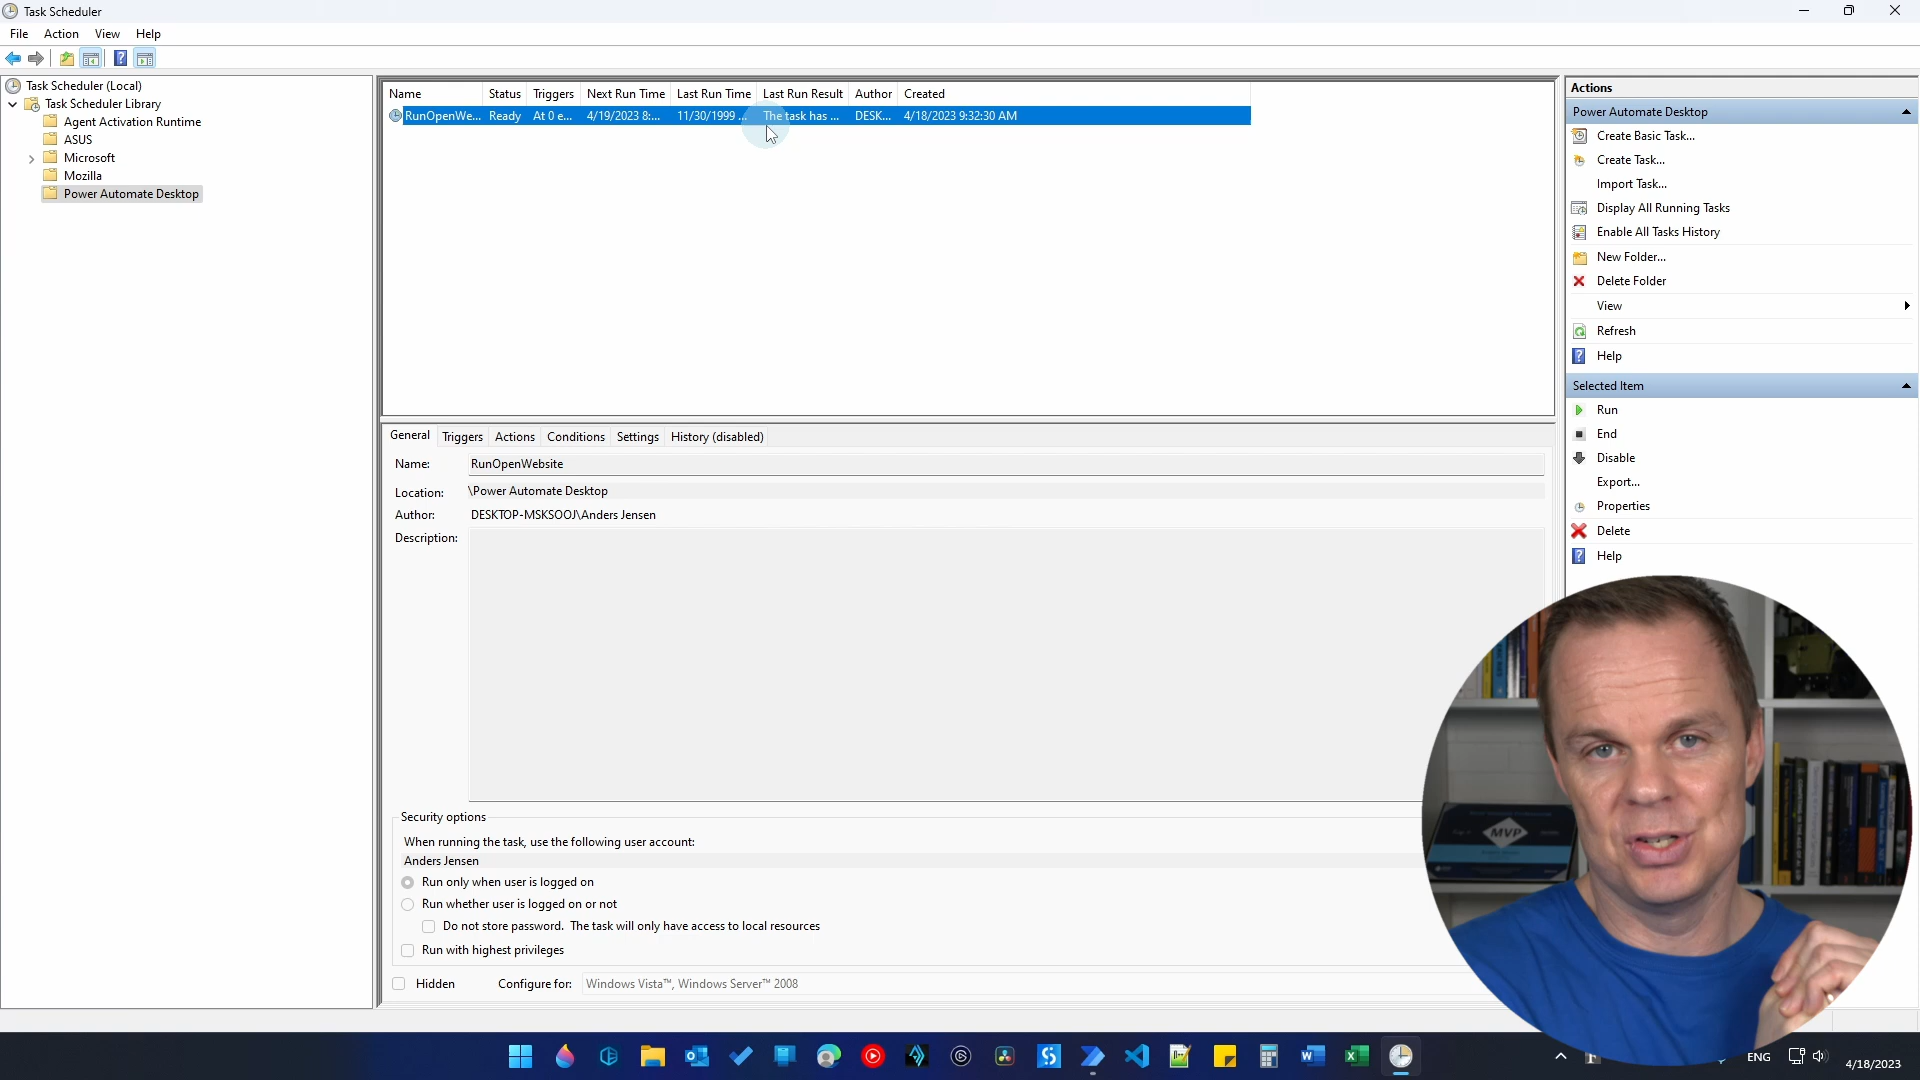 Task Scheduler
File Action View Help
Task Scheduler (Local)
Task Scheduler Library
Agent Activation Runtime
ASUS
Microsoft
Mozilla
Power Automate Desktop
Name Status Triggers Next Run Time Last Run Time Last Run Result Author Created
RunOpenWe... Ready At 0 e... 4/19/2023 8:... 11/30/1999 ... The task has ... DESK... 4/18/2023 9:32:30 AM
General Triggers Actions Conditions Settings History (disabled)
Name: RunOpenWebsite
Location: \Power Automate Desktop
Author: DESKTOP-MSKSOOJ\Anders Jensen
Description:
Security options
When running the task, use the following user account:
Anders Jensen
Run only when user is logged on
Run whether user is logged on or not
Do not store password. The task will only have access to local resources
Run with highest privileges
Hidden Configure for: Windows Vista™, Windows Server™ 2008
Actions
Power Automate Desktop
Create Basic Task...
Create Task...
Import Task...
Display All Running Tasks
Enable All Tasks History
New Folder...
Delete Folder
View
Refresh
Help
Selected Item
Run
End
Disable
Export...
Properties
Delete
Help
MVP
ENG
4/18/2023